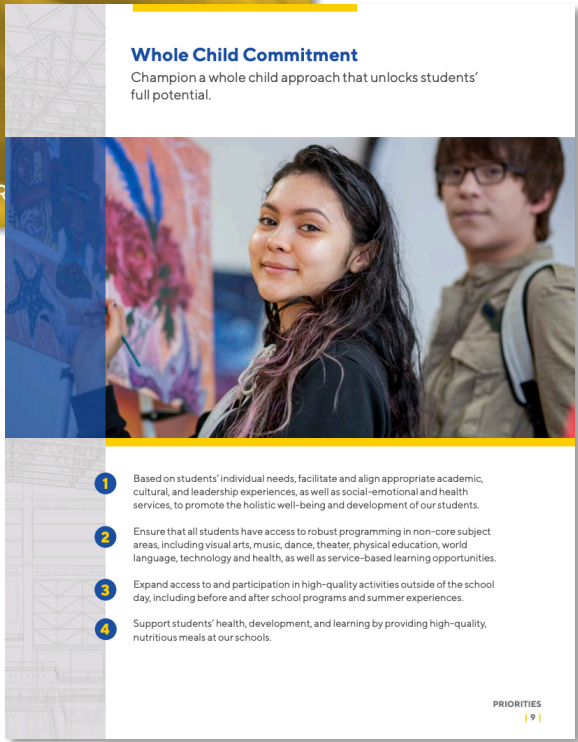 Whole Child Commitment
Champion a whole child approach that unlocks students'
full potential.
R
1 Based on students' individual needs, facilitate and align appropriate academic,
cultural, and leadership experiences, as well as social-emotional and health
services, to promote the holistic well-being and development of our students.
2 Ensure that all students have access to robust programming in non-core subject
areas, including visual arts, music, dance, theater, physical education, world
language, technology and health, as well as service-based learning opportunities.
3 Expand access to and participation in high-quality activities outside of the school
day, including before and after school programs and summer experiences.
4 Support students' health, development, and learning by providing high-quality,
nutritious meals at our schools.
PRIORITIES
| 9 |